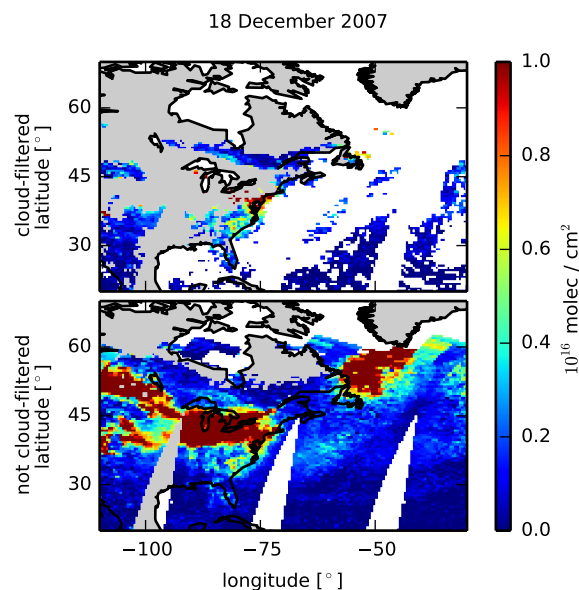 18 December 2007
cloud-filtered
latitude [°]
60
45
30
not cloud-filtered
latitude [°]
60
45
30
−100
−75
−50
longitude [°]
1.0
0.8
0.6
0.4
0.2
0.0
10¹⁶ molec / cm²